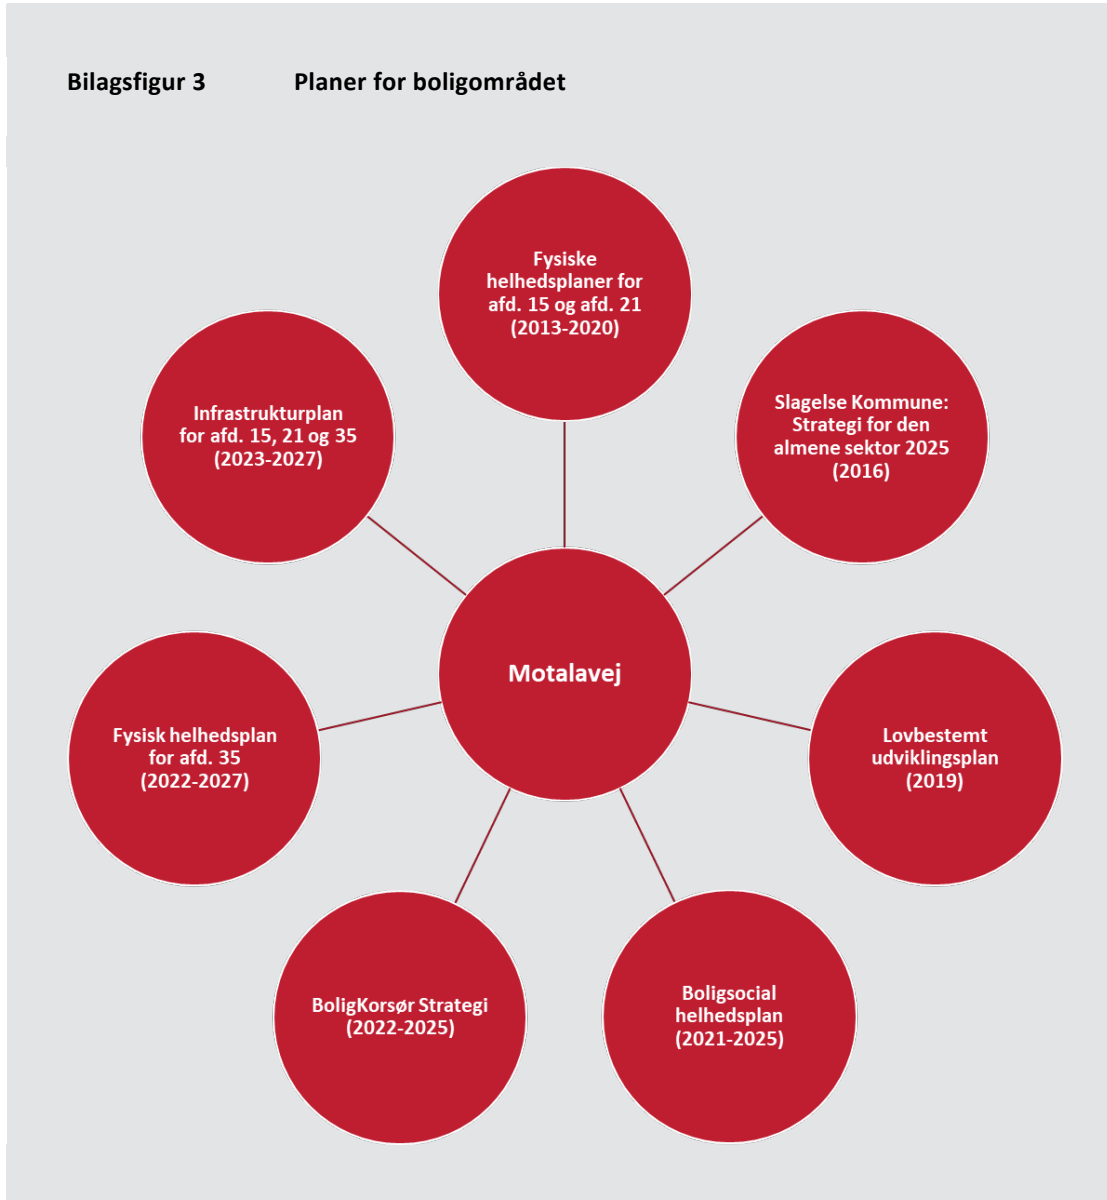 Bilagsfigur 3 Planer for boligområdet
Fysiske
helhedsplaner for
afd. 15 og afd. 21
(2013-2020)
Slagelse Kommune:
Strategi for den
almene sektor 2025
(2016)
Lovbestemt
udviklingsplan
(2019)
Boligsocial
helhedsplan
(2021-2025)
BoligKorsør Strategi
(2022-2025)
Fysisk helhedsplan
for afd. 35
(2022-2027)
Infrastrukturplan
for afd. 15, 21 og 35
(2023-2027)
Motalavej